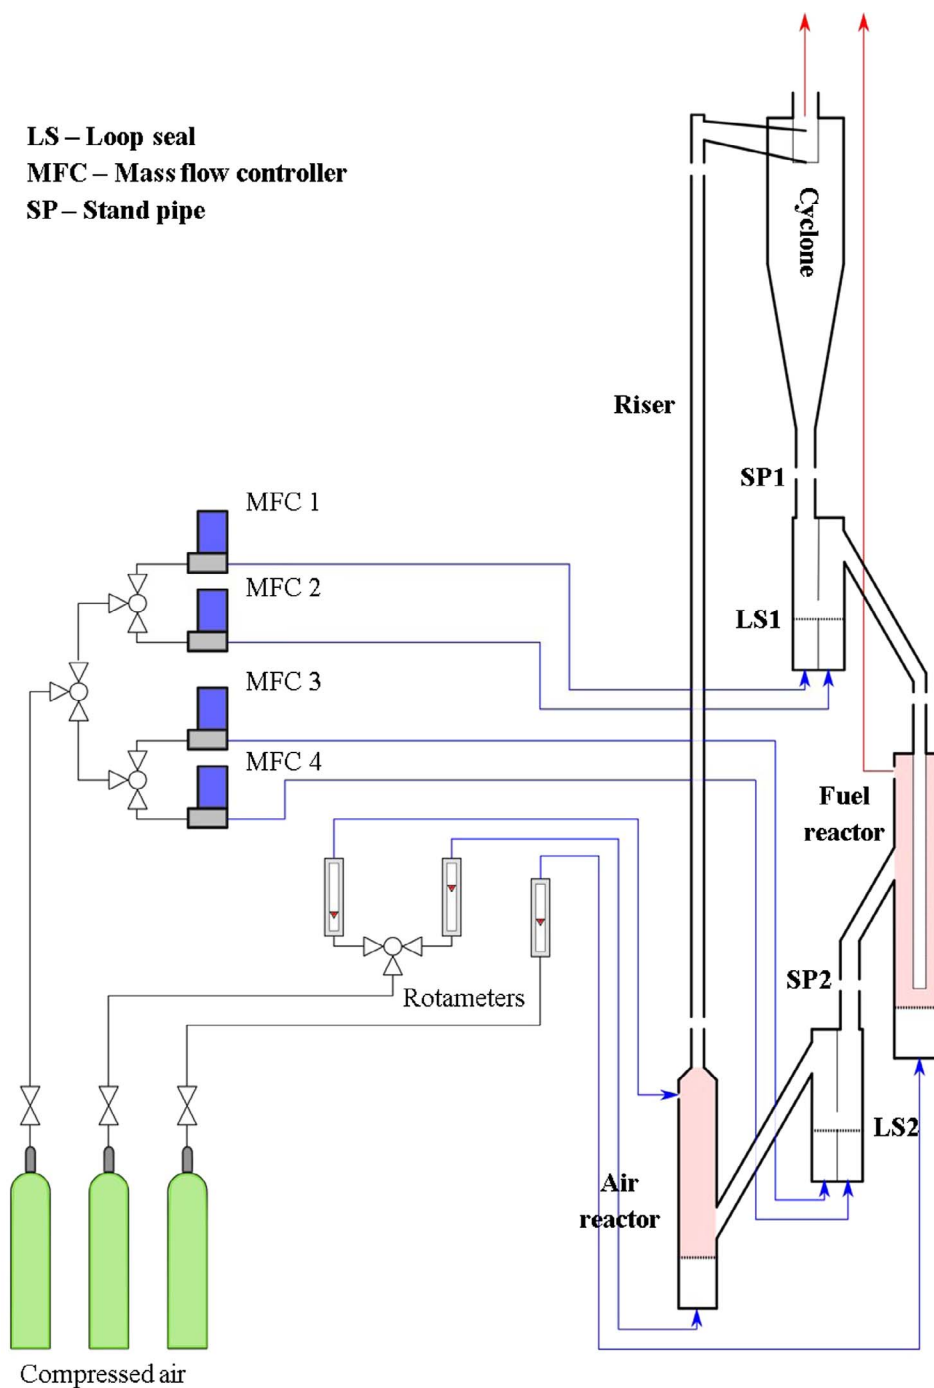 LS – Loop seal
MFC – Mass flow controller
SP – Stand pipe
Cyclone
Riser
SP1
MFC 1
MFC 2
LS1
MFC 3
MFC 4
Fuel
reactor
SP2
Rotameters
LS2
Air
reactor
Compressed air